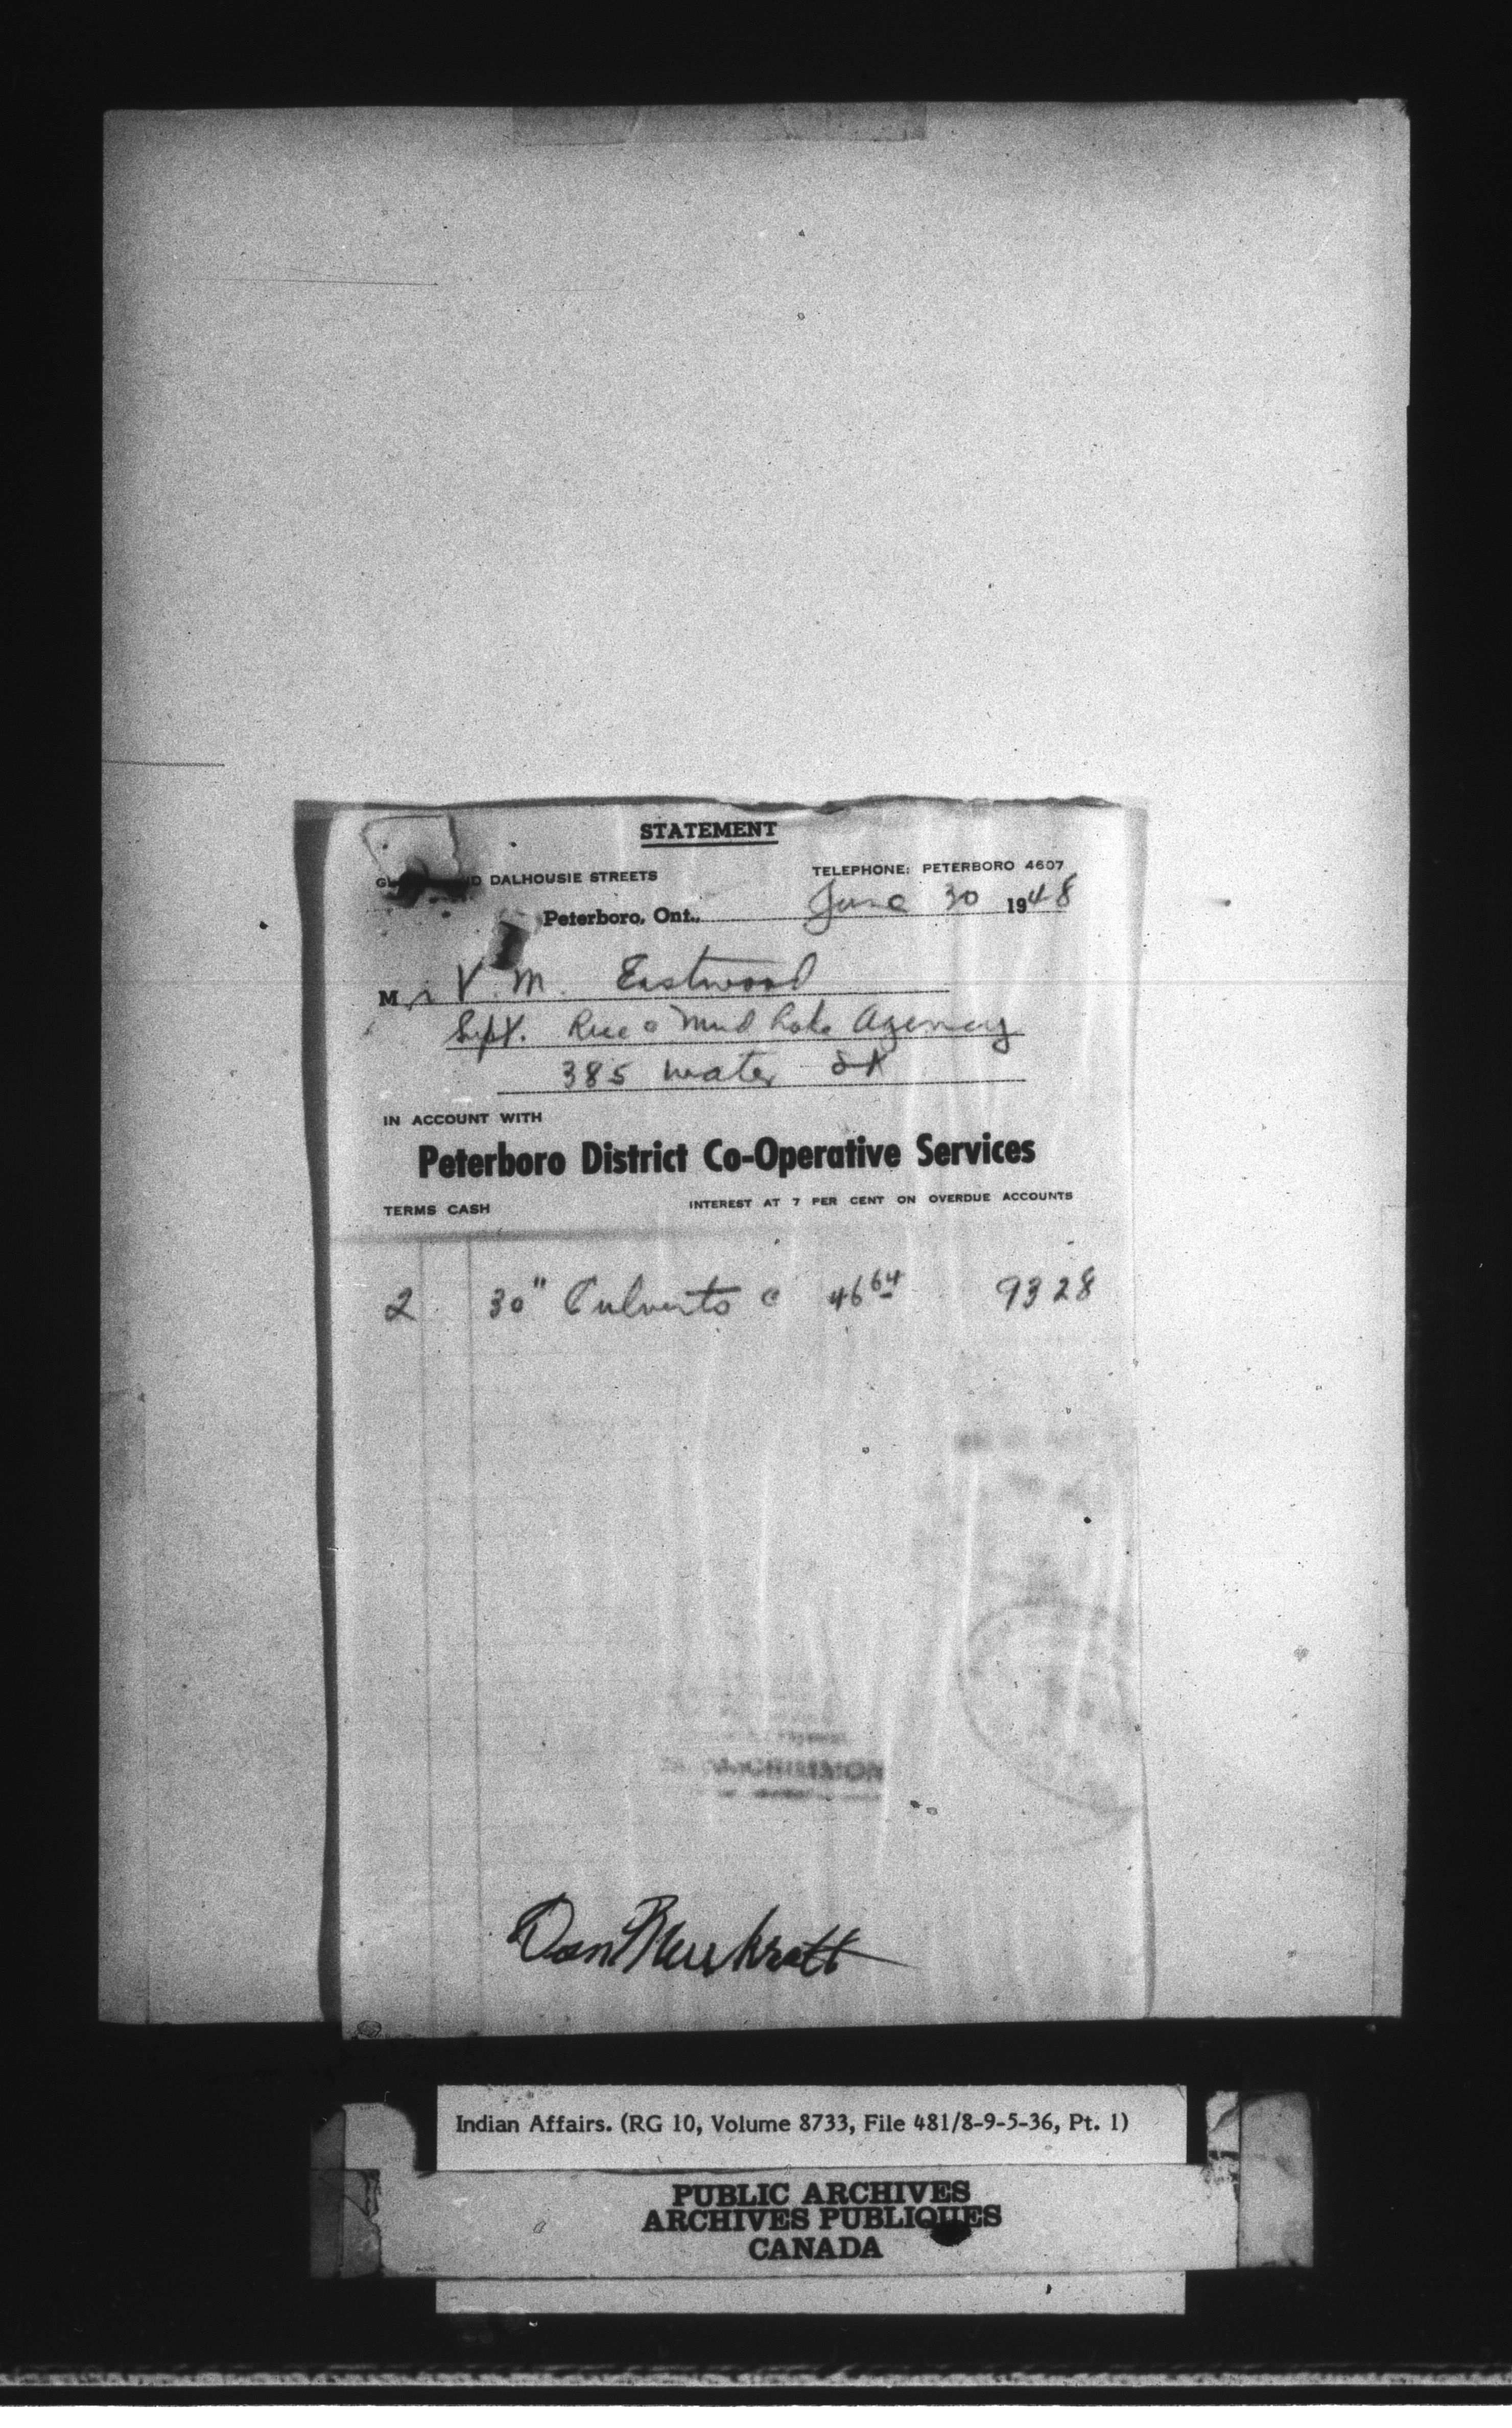 STATEMENT
DALHOUSIE STREETS TELEPHONE: PETERBORO 4607
Peterboro, Ont., June 30 1948
Mr V. M. Eastwood
Supt. Rice & Mud Lake Agency
385 Water St
IN ACCOUNT WITH
Peterboro District Co-Operative Services
TERMS CASH INTEREST AT 7 PER CENT ON OVERDUE ACCOUNTS
2 30" Culverts @ 46 64 93 28
Indian Affairs. (RG 10, Volume 8733, File 481/8-9-5-36, Pt. 1)
PUBLIC ARCHIVES
ARCHIVES PUBLIQUES
CANADA